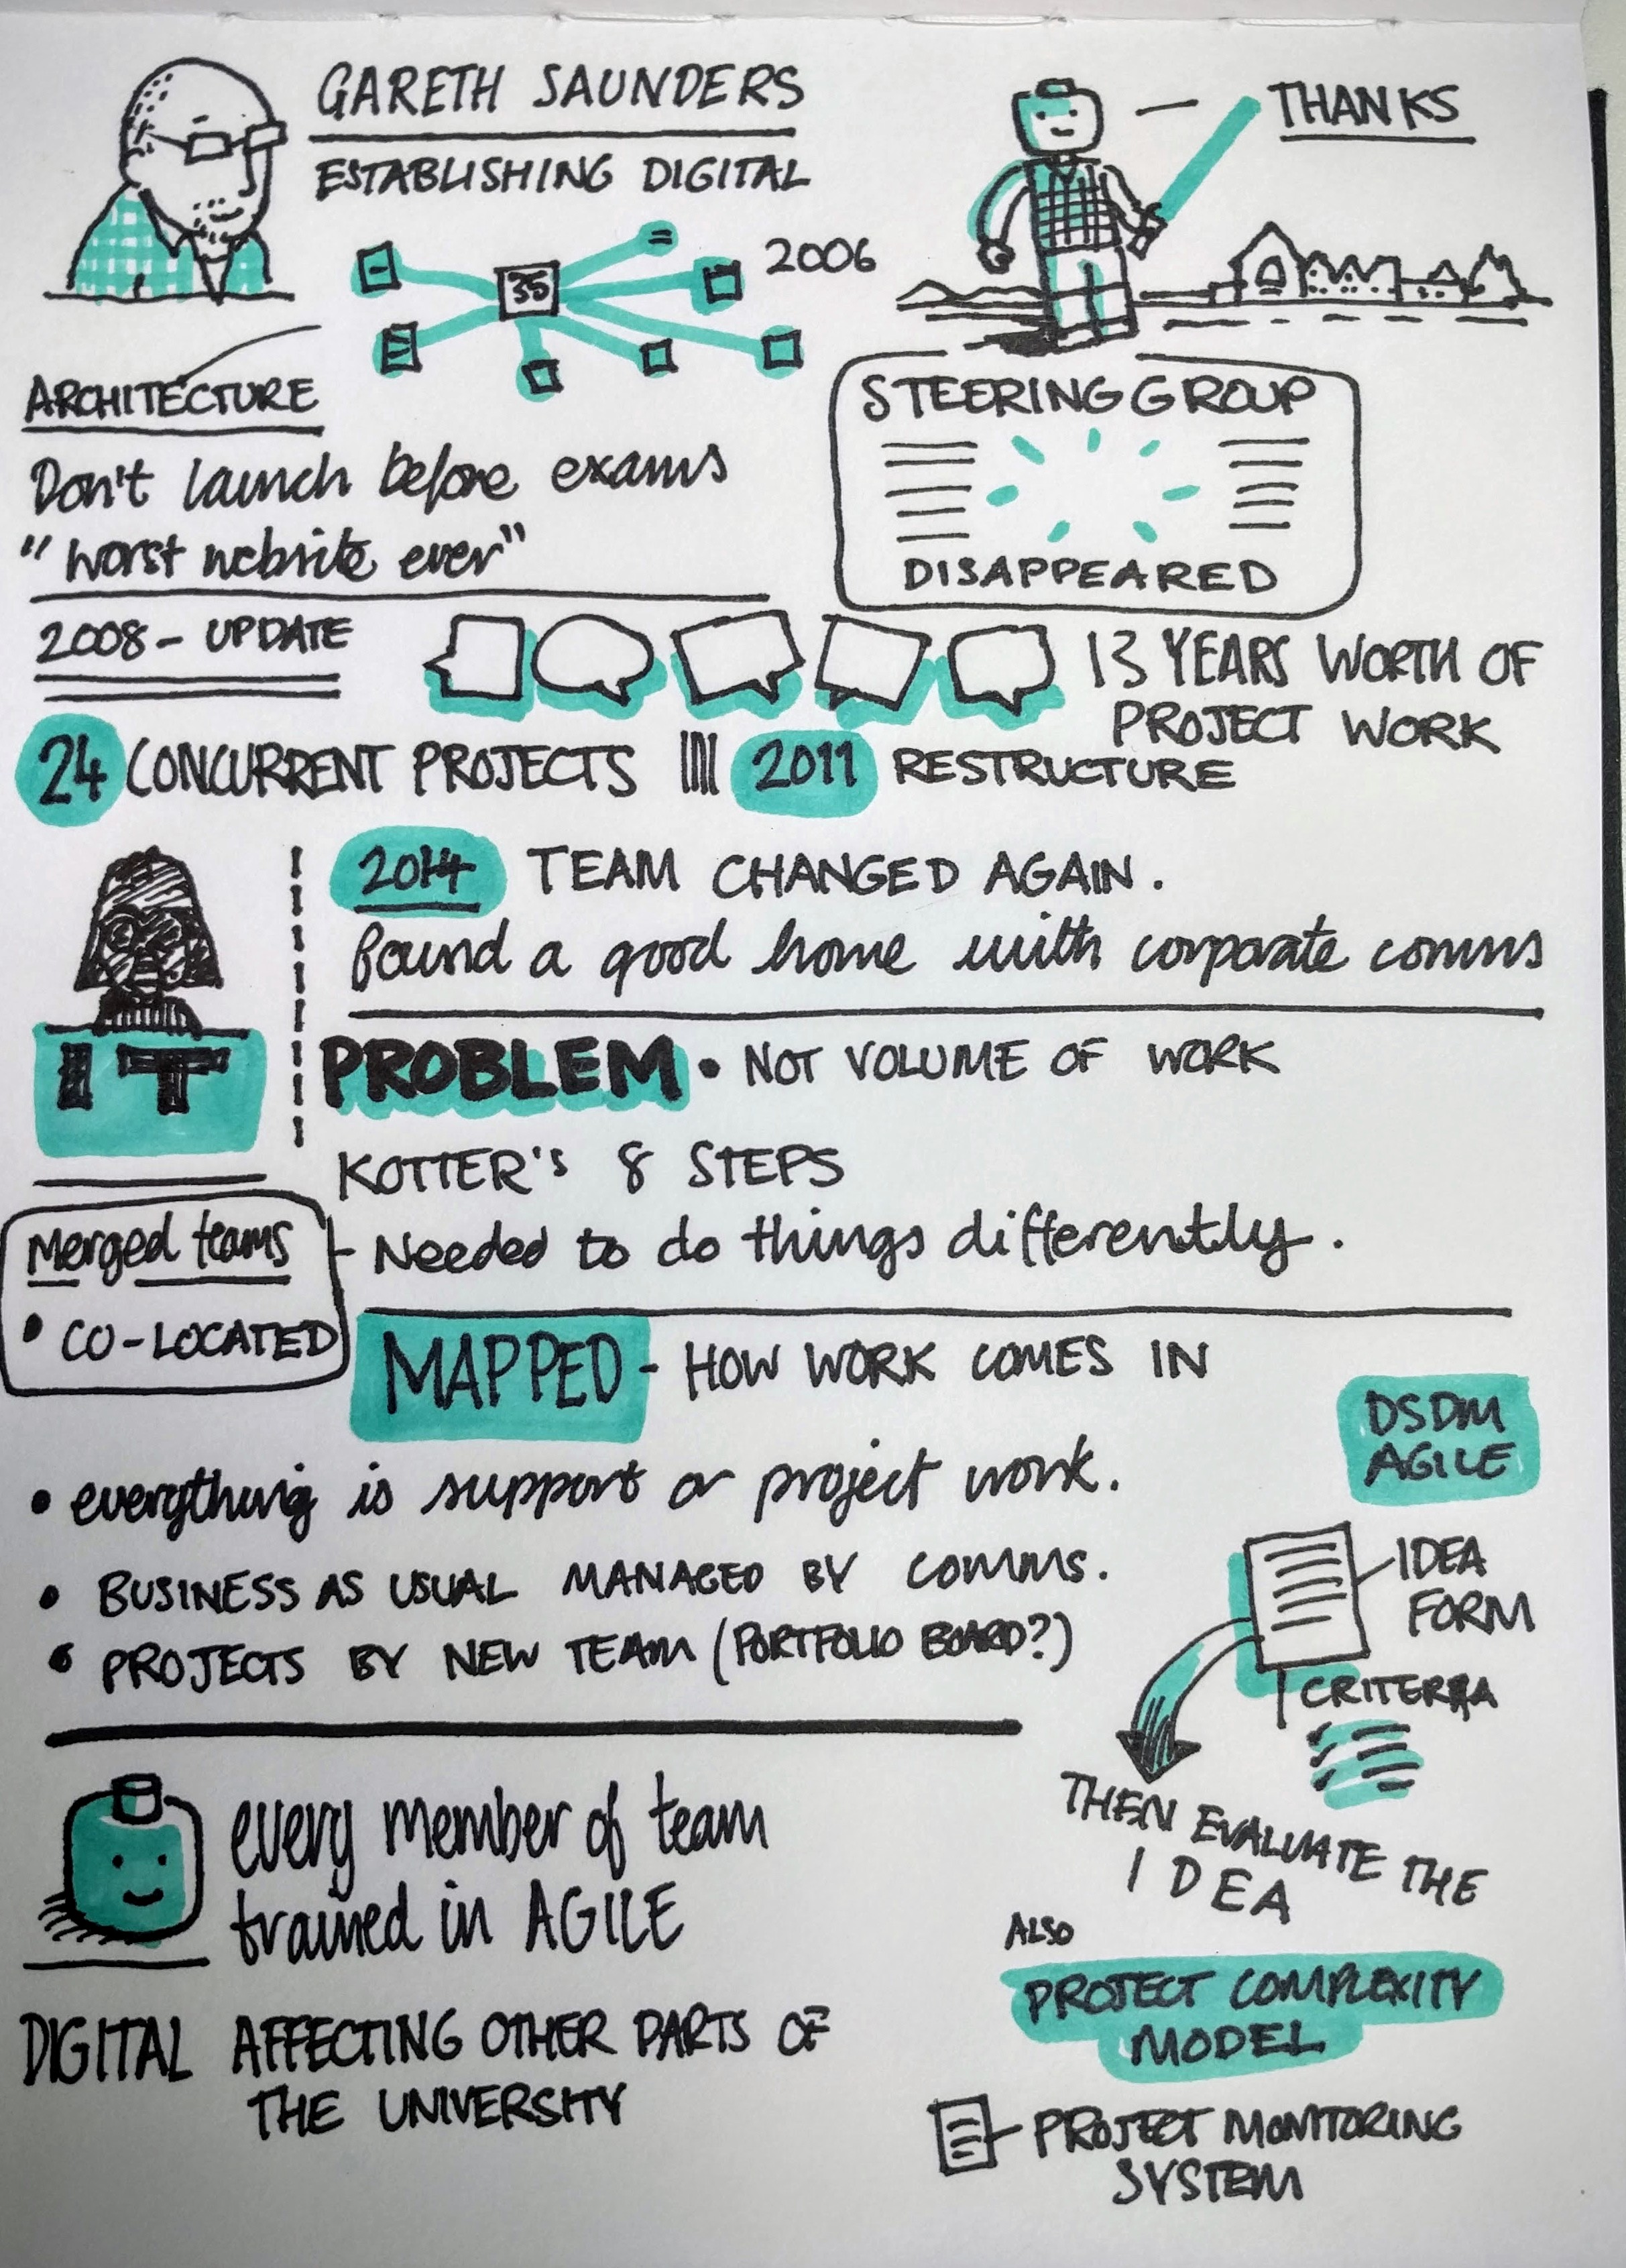 GARETH SAUNDERS
ESTABLISHING DIGITAL
THANKS
35
2006
ARCHITECTURE
Don't launch before exams
"worst website ever"
STEERING GROUP
DISAPPEARED
2008 - UPDATE
13 YEARS WORTH OF
PROJECT WORK
24 CONCURRENT PROJECTS
2011 RESTRUCTURE
2014 TEAM CHANGED AGAIN.
found a good home with corporate comms
IT
PROBLEM • NOT VOLUME OF WORK
KOTTER'S 8 STEPS
Merged teams
• CO-LOCATED
- Needed to do things differently.
MAPPED - HOW WORK COMES IN
DSDM
AGILE
• everything is support or project work.
• BUSINESS AS USUAL MANAGED BY COMMS.
• PROJECTS BY NEW TEAM (PORTFOLIO BOARD?)
IDEA
FORM
CRITERIA
THEN EVALUATE THE
IDEA
every member of team
trained in AGILE
ALSO
PROJECT COMPLEXITY
MODEL
DIGITAL AFFECTING OTHER PARTS OF
THE UNIVERSITY
PROJECT MONITORING
SYSTEM